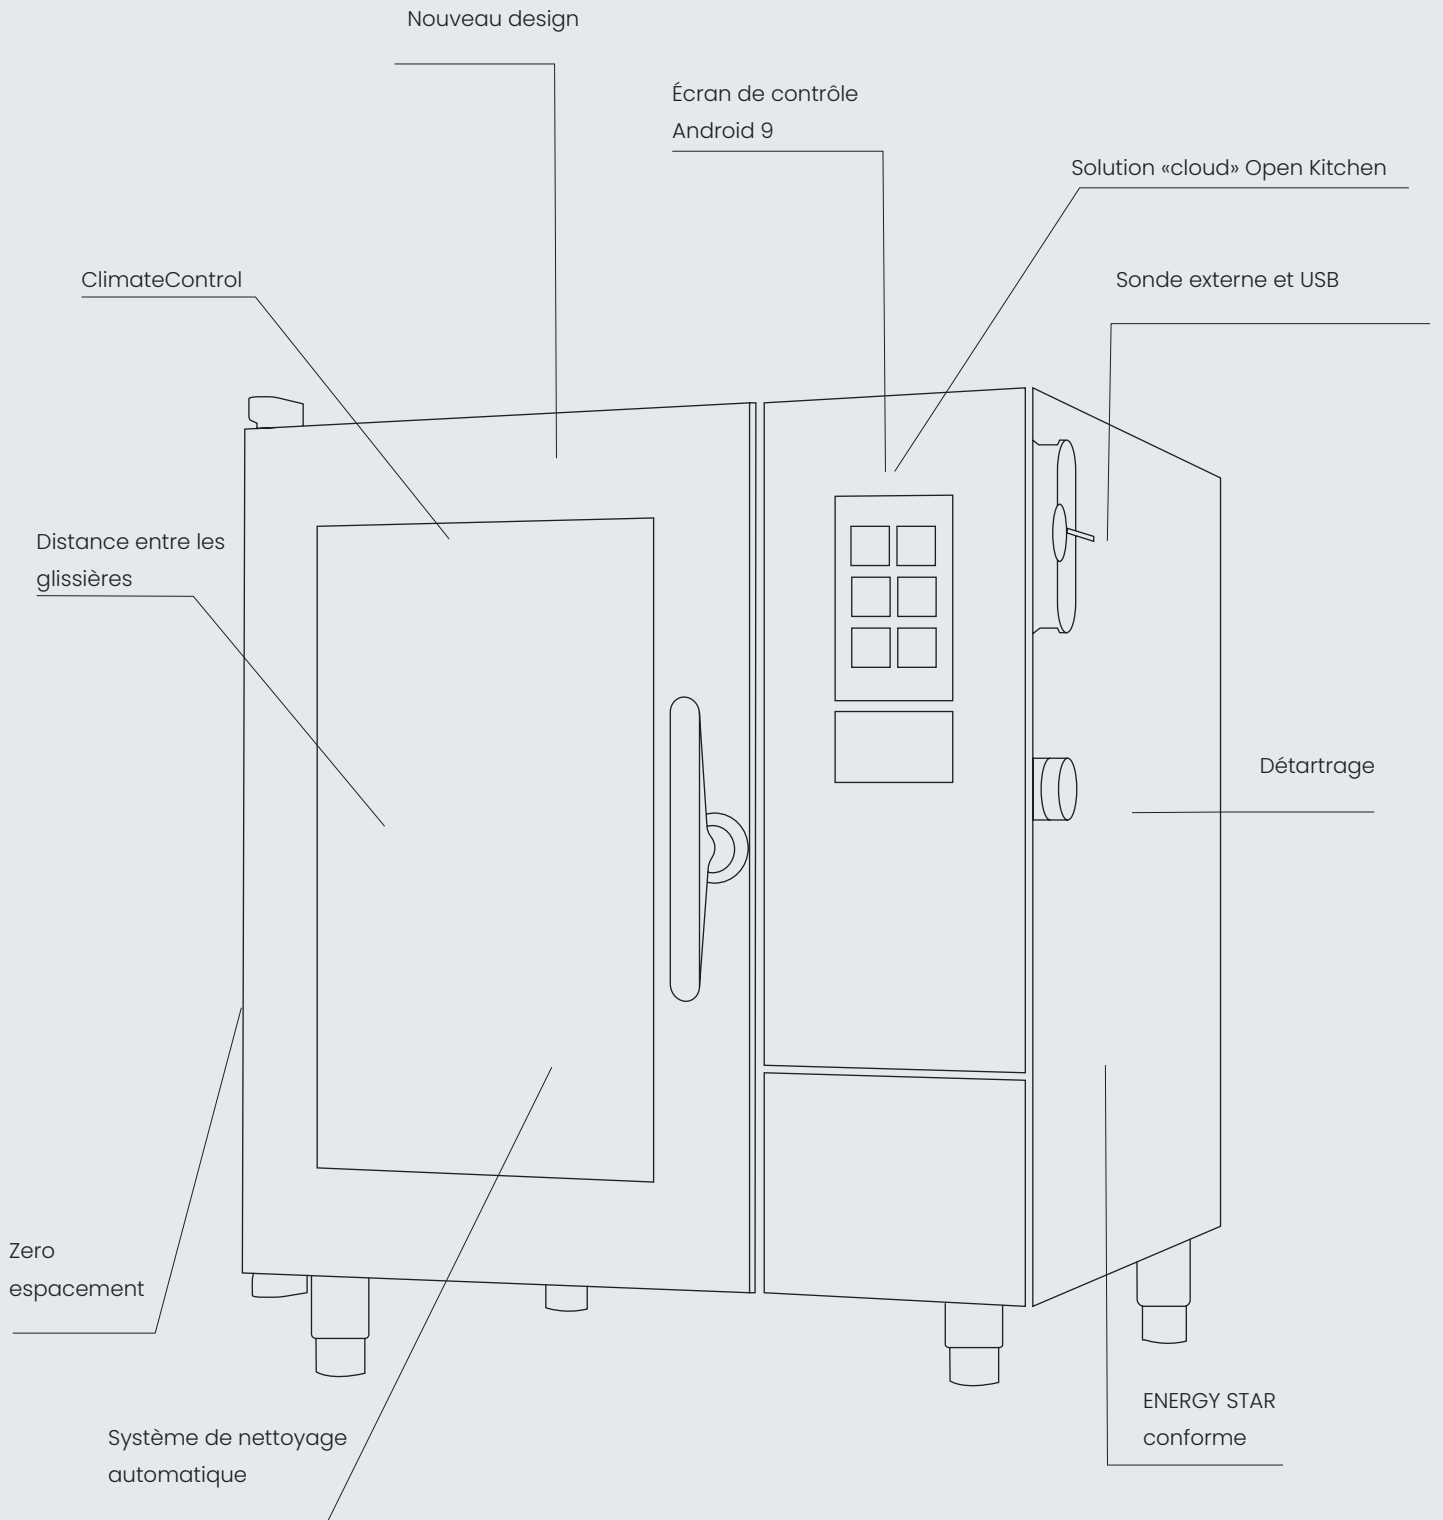 Nouveau design
Écran de contrôle
Android 9
Solution «cloud» Open Kitchen
ClimateControl
Sonde externe et USB
Distance entre les
glissières
Détartrage
Zero
espacement
ENERGY STAR
conforme
Système de nettoyage
automatique